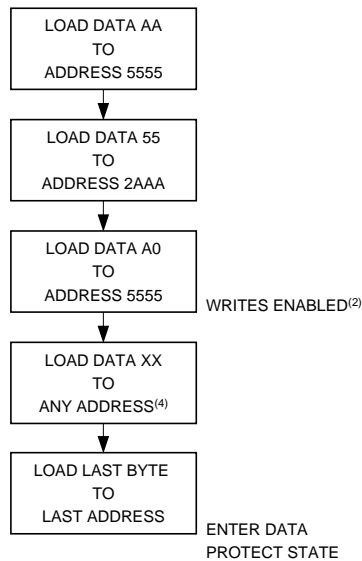 LOAD DATA AA
TO
ADDRESS 5555
LOAD DATA 55
TO
ADDRESS 2AAA
LOAD DATA A0
TO
ADDRESS 5555
WRITES ENABLED(2)
LOAD DATA XX
TO
ANY ADDRESS(4)
LOAD LAST BYTE
TO
LAST ADDRESS
ENTER DATA
PROTECT STATE